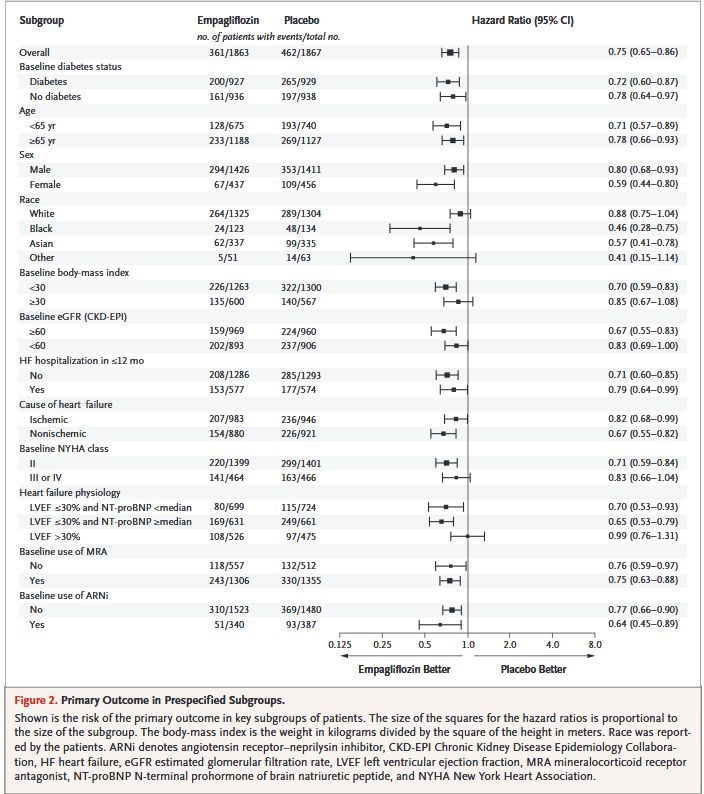 Subgroup Empagliflozin Placebo Hazard Ratio (95% CI)
no. of patients with events/total no.
Overall 361/1863 462/1867 0.75 (0.65–0.86)
Baseline diabetes status
Diabetes 200/927 265/929 0.72 (0.60–0.87)
No diabetes 161/936 197/938 0.78 (0.64–0.97)
Age
<65 yr 128/675 193/740 0.71 (0.57–0.89)
≥65 yr 233/1188 269/1127 0.78 (0.66–0.93)
Sex
Male 294/1426 353/1411 0.80 (0.68–0.93)
Female 67/437 109/456 0.59 (0.44–0.80)
Race
White 264/1325 289/1304 0.88 (0.75–1.04)
Black 24/123 48/134 0.46 (0.28–0.75)
Asian 62/337 99/335 0.57 (0.41–0.78)
Other 5/51 14/63 0.41 (0.15–1.14)
Baseline body-mass index
<30 226/1263 322/1300 0.70 (0.59–0.83)
≥30 135/600 140/567 0.85 (0.67–1.08)
Baseline eGFR (CKD-EPI)
≥60 159/969 224/960 0.67 (0.55–0.83)
<60 202/893 237/906 0.83 (0.69–1.00)
HF hospitalization in ≤12 mo
No 208/1286 285/1293 0.71 (0.60–0.85)
Yes 153/577 177/574 0.79 (0.64–0.99)
Cause of heart failure
Ischemic 207/983 236/946 0.82 (0.68–0.99)
Nonischemic 154/880 226/921 0.67 (0.55–0.82)
Baseline NYHA class
II 220/1399 299/1401 0.71 (0.59–0.84)
III or IV 141/464 163/466 0.83 (0.66–1.04)
Heart failure physiology
LVEF ≤30% and NT-proBNP <median 80/699 115/724 0.70 (0.53–0.93)
LVEF ≤30% and NT-proBNP ≥median 169/631 249/661 0.65 (0.53–0.79)
LVEF >30% 108/526 97/475 0.99 (0.76–1.31)
Baseline use of MRA
No 118/557 132/512 0.76 (0.59–0.97)
Yes 243/1306 330/1355 0.75 (0.63–0.88)
Baseline use of ARNi
No 310/1523 369/1480 0.77 (0.66–0.90)
Yes 51/340 93/387 0.64 (0.45–0.89)
0.125 0.25 0.5 1.0 2.0 4.0 8.0
Empagliflozin Better Placebo Better
Figure 2. Primary Outcome in Prespecified Subgroups.
Shown is the risk of the primary outcome in key subgroups of patients. The size of the squares for the hazard ratios is proportional to
the size of the subgroup. The body-mass index is the weight in kilograms divided by the square of the height in meters. Race was report-
ed by the patients. ARNi denotes angiotensin receptor–neprilysin inhibitor, CKD-EPI Chronic Kidney Disease Epidemiology Collabora-
tion, HF heart failure, eGFR estimated glomerular filtration rate, LVEF left ventricular ejection fraction, MRA mineralocorticoid receptor
antagonist, NT-proBNP N-terminal prohormone of brain natriuretic peptide, and NYHA New York Heart Association.